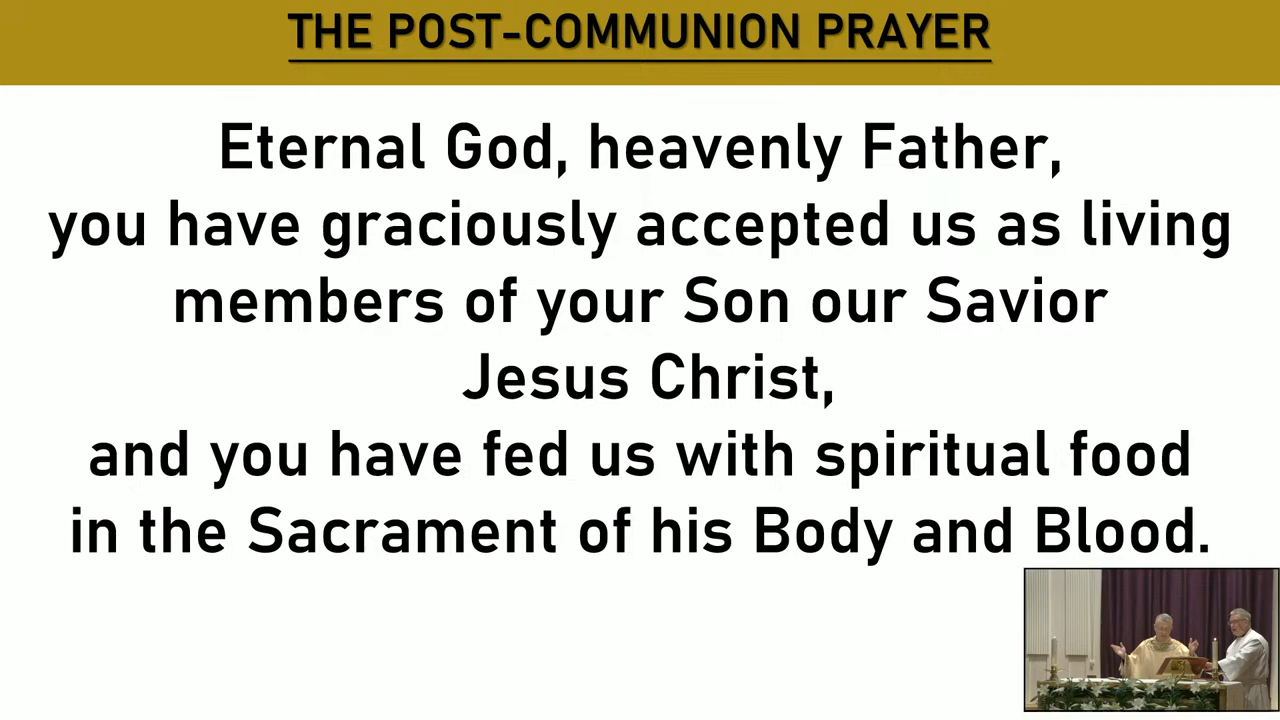 THE POST-COMMUNION PRAYER
Eternal God, heavenly Father,
you have graciously accepted us as living
members of your Son our Savior
Jesus Christ,
and you have fed us with spiritual food
in the Sacrament of his Body and Blood.